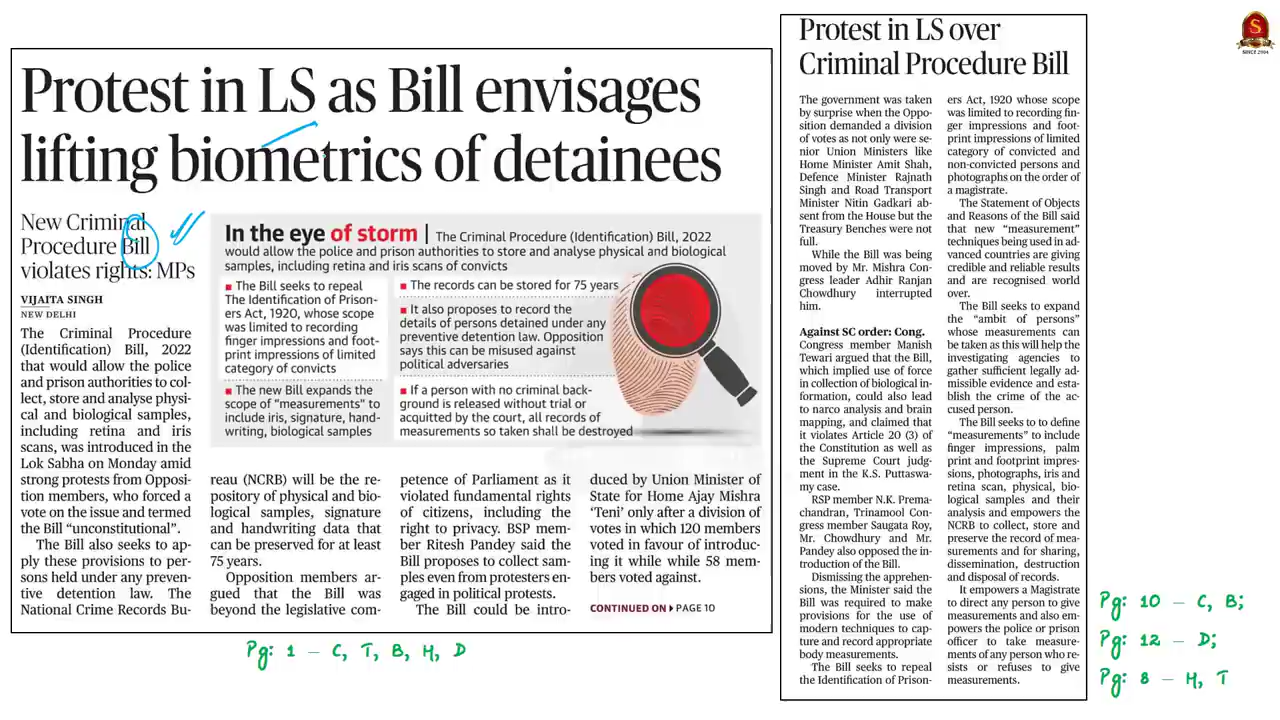 Protest in LS as Bill envisages
lifting biometrics of detainees
New Criminal
Procedure Bill
violates rights: MPs
VIJAITA SINGH
NEW DELHI
The Criminal Procedure
(Identification) Bill, 2022
that would allow the police
and prison authorities to col-
lect, store and analyse physi-
cal and biological samples,
including retina and iris
scans, was introduced in the
Lok Sabha on Monday amid
strong protests from Opposi-
tion members, who forced a
vote on the issue and termed
the Bill “unconstitutional”.
The Bill also seeks to ap-
ply these provisions to per-
sons held under any preven-
tive detention law. The
National Crime Records Bu-
In the eye of storm | The Criminal Procedure (Identification) Bill, 2022
would allow the police and prison authorities to store and analyse physical and biological
samples, including retina and iris scans of convicts
■ The Bill seeks to repeal
The Identification of Prison-
ers Act, 1920, whose scope
was limited to recording
finger impressions and foot-
print impressions of limited
category of convicts
■ The new Bill expands the
scope of “measurements” to
include iris, signature, hand-
writing, biological samples
■ The records can be stored for 75 years
■ It also proposes to record the
details of persons detained under any
preventive detention law. Opposition
says this can be misused against
political adversaries
■ If a person with no criminal back-
ground is released without trial or
acquitted by the court, all records of
measurements so taken shall be destroyed
reau (NCRB) will be the re-
pository of physical and bio-
logical samples, signature
and handwriting data that
can be preserved for at least
75 years.
Opposition members ar-
gued that the Bill was
beyond the legislative com-
petence of Parliament as it
violated fundamental rights
of citizens, including the
right to privacy. BSP mem-
ber Ritesh Pandey said the
Bill proposes to collect sam-
ples even from protesters en-
gaged in political protests.
The Bill could be intro-
duced by Union Minister of
State for Home Ajay Mishra
‘Teni’ only after a division of
votes in which 120 members
voted in favour of introduc-
ing it while while 58 mem-
bers voted against.
CONTINUED ON ▶ PAGE 10
Pg: 1 – C, T, B, H, D
Protest in LS over
Criminal Procedure Bill
The government was taken
by surprise when the Oppo-
sition demanded a division
of votes as not only were se-
nior Union Ministers like
Home Minister Amit Shah,
Defence Minister Rajnath
Singh and Road Transport
Minister Nitin Gadkari ab-
sent from the House but the
Treasury Benches were not
full.
While the Bill was being
moved by Mr. Mishra Con-
gress leader Adhir Ranjan
Chowdhury interrupted
him.
Against SC order: Cong.
Congress member Manish
Tewari argued that the Bill,
which implied use of force
in collection of biological in-
formation, could also lead
to narco analysis and brain
mapping, and claimed that
it violates Article 20 (3) of
the Constitution as well as
the Supreme Court judg-
ment in the K.S. Puttaswa-
my case.
RSP member N.K. Prema-
chandran, Trinamool Con-
gress member Saugata Roy,
Mr. Chowdhury and Mr.
Pandey also opposed the in-
troduction of the Bill.
Dismissing the apprehen-
sions, the Minister said the
Bill was required to make
provisions for the use of
modern techniques to cap-
ture and record appropriate
body measurements.
The Bill seeks to repeal
the Identification of Prison-
ers Act, 1920 whose scope
was limited to recording fin-
ger impressions and foot-
print impressions of limited
category of convicted and
non-convicted persons and
photographs on the order of
a magistrate.
The Statement of Objects
and Reasons of the Bill said
that new “measurement”
techniques being used in ad-
vanced countries are giving
credible and reliable results
and are recognised world
over.
The Bill seeks to expand
the “ambit of persons”
whose measurements can
be taken as this will help the
investigating agencies to
gather sufficient legally ad-
missible evidence and esta-
blish the crime of the ac-
cused person.
The Bill seeks to to define
“measurements” to include
finger impressions, palm
print and footprint impres-
sions, photographs, iris and
retina scan, physical, bio-
logical samples and their
analysis and empowers the
NCRB to collect, store and
preserve the record of mea-
surements and for sharing,
dissemination, destruction
and disposal of records.
It empowers a Magistrate
to direct any person to give
measurements and also em-
powers the police or prison
officer to take measure-
ments of any person who re-
sists or refuses to give
measurements.
Pg: 10 – C, B;
Pg: 12 – D;
Pg: 8 – H, T
S
SINCE 2004